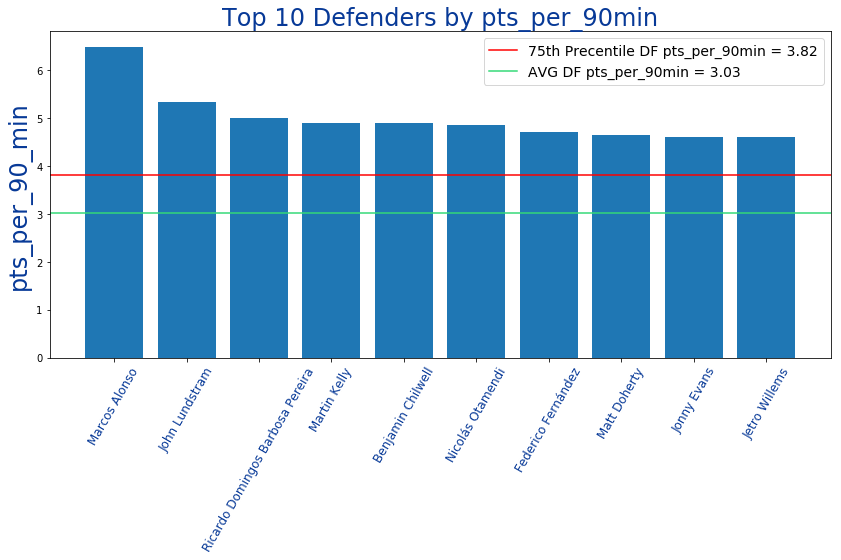 Top 10 Defenders by pts_per_90min
75th Precentile DF pts_per_90min = 3.82
AVG DF pts_per_90min = 3.03
pts_per_90_min
6
5
4
3
2
1
0
Marcos Alonso
John Lundstram
Ricardo Domingos Barbosa Pereira
Martin Kelly
Benjamin Chilwell
Nicolás Otamendi
Federico Fernández
Matt Doherty
Jonny Evans
Jetro Willems